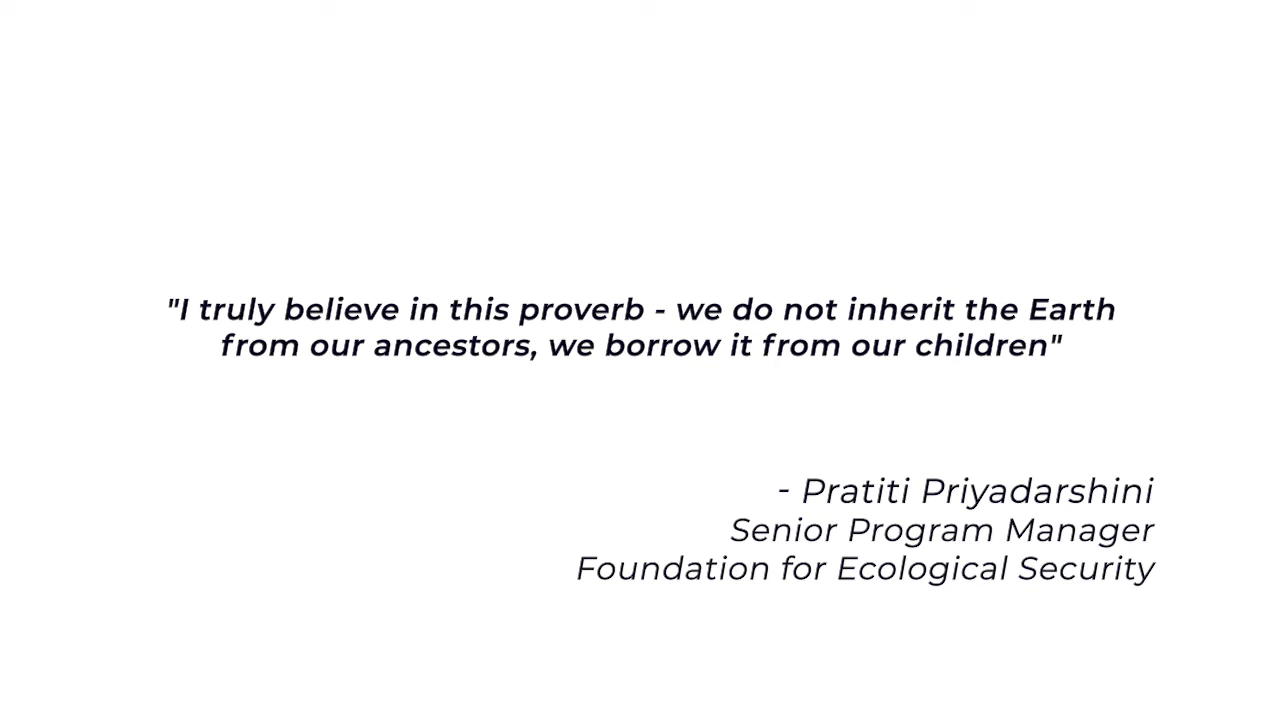 "I truly believe in this proverb - we do not inherit the Earth
from our ancestors, we borrow it from our children"
- Pratiti Priyadarshini
Senior Program Manager
Foundation for Ecological Security